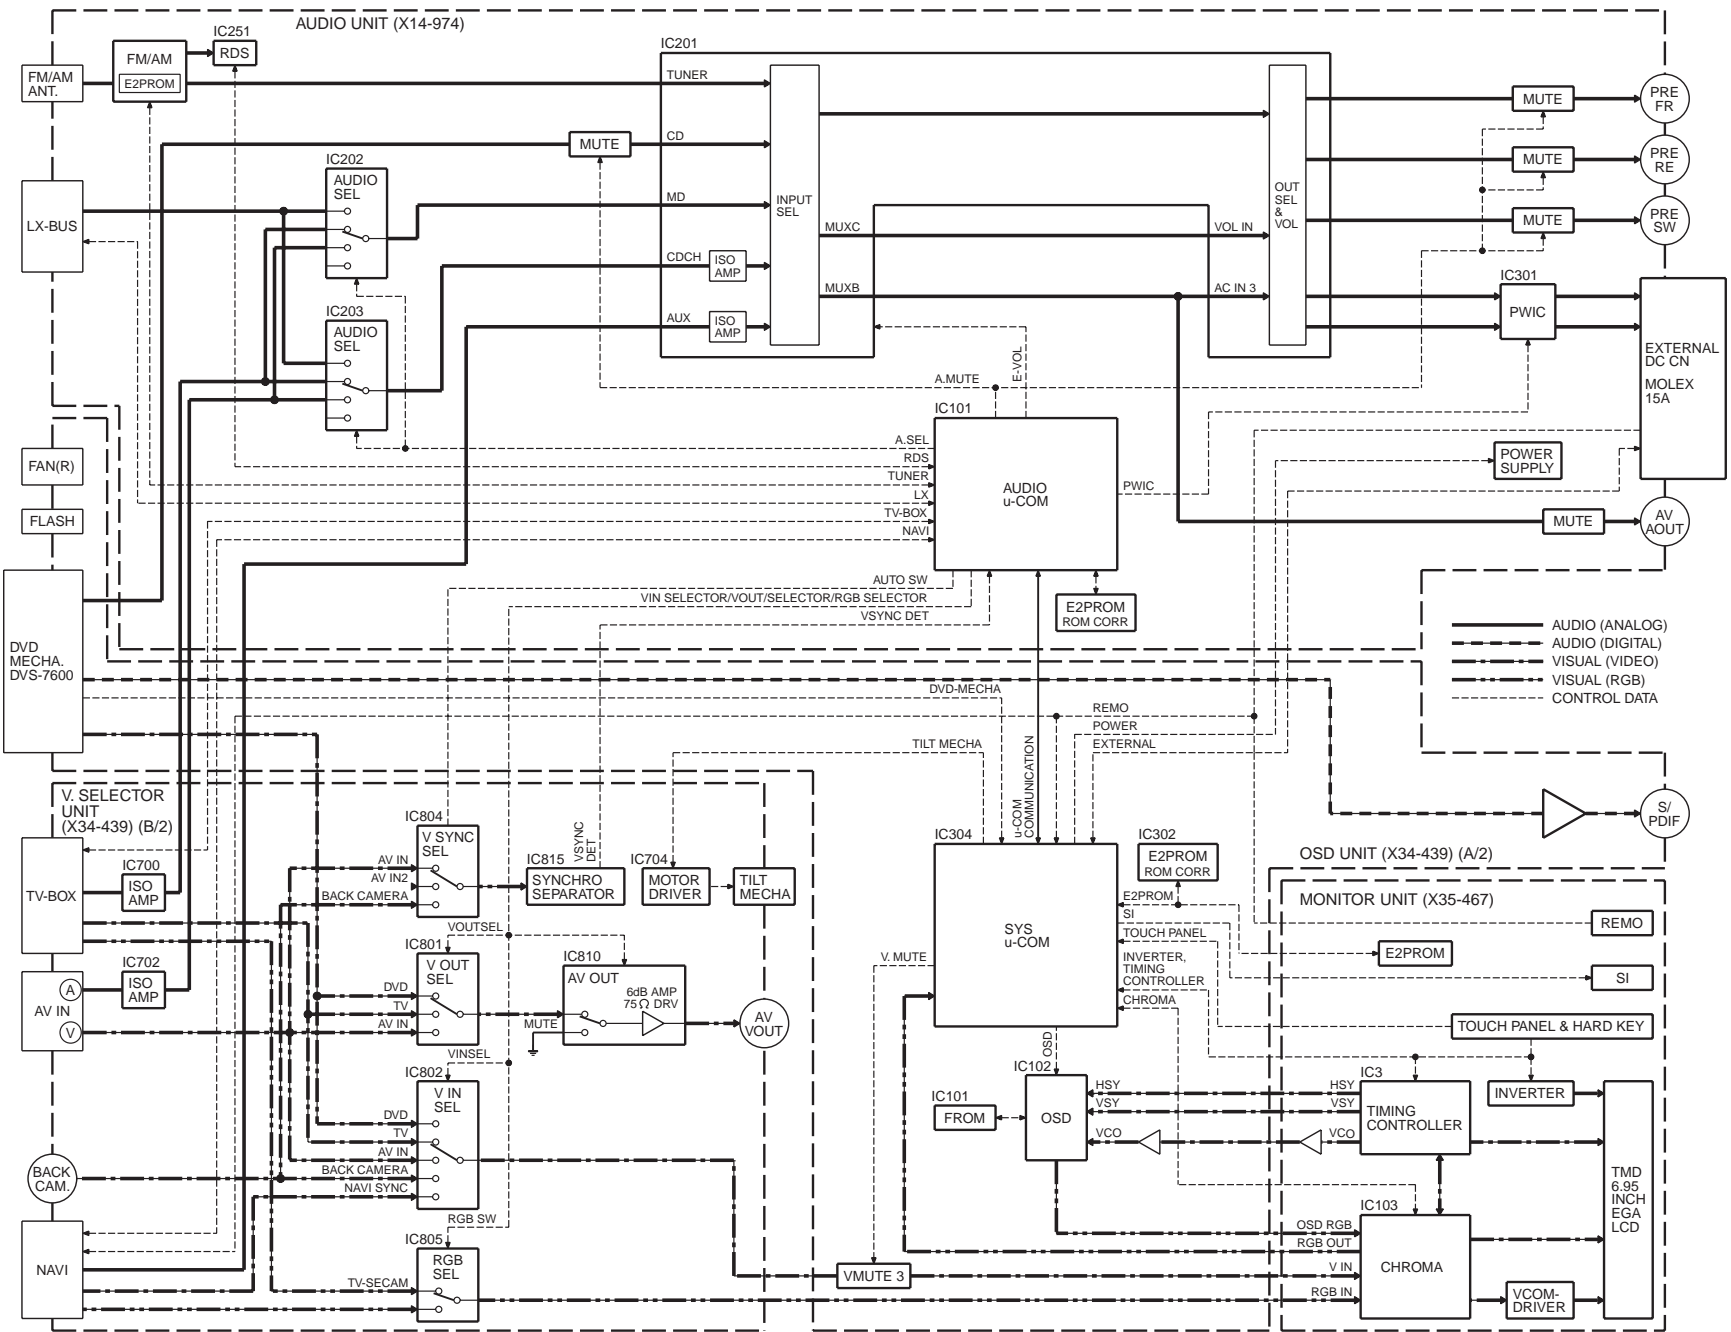 AUDIO UNIT (X14-974)
IC251
RDS
FM/AM
E2PROM
FM/AM
ANT.
IC201
TUNER
CD
MUTE
MD
CDCH
ISO
AMP
AUX
ISO
AMP
INPUT
SEL
MUXC
MUXB
VOL IN
AC IN 3
OUT
SEL
&
VOL
MUTE
PRE
FR
MUTE
PRE
RE
MUTE
PRE
SW
IC301
PWIC
EXTERNAL
DC CN
MOLEX
15A
LX-BUS
IC202
AUDIO
SEL
IC203
AUDIO
SEL
A.MUTE
E-VOL
IC101
AUDIO
u-COM
A.SEL
RDS
TUNER
LX
TV-BOX
NAVI
PWIC
POWER
SUPPLY
MUTE
AV
AOUT
FAN(R)
FLASH
DVD
MECHA.
DVS-7600
AUTO SW
VIN SELECTOR/VOUT/SELECTOR/RGB SELECTOR
VSYNC DET
E2PROM
ROM CORR
AUDIO (ANALOG)
AUDIO (DIGITAL)
VISUAL (VIDEO)
VISUAL (RGB)
CONTROL DATA
DVD-MECHA
REMO
POWER
TILT MECHA
EXTERNAL
u-COM
COMMUNICATION
S/
PDIF
OSD UNIT (X34-439) (A/2)
V. SELECTOR
UNIT
(X34-439) (B/2)
IC804
V SYNC
SEL
AV IN
AV IN2
BACK CAMERA
VSYNC
DET
IC815
SYNCHRO
SEPARATOR
IC704
MOTOR
DRIVER
TILT
MECHA
TV-BOX
IC700
ISO
AMP
IC702
ISO
AMP
AV IN
A
V
VOUTSEL
IC801
V OUT
SEL
DVD
TV
AV IN
IC810
AV OUT
6dB AMP
75Ω DRV
MUTE
AV
VOUT
VINSEL
IC802
V IN
SEL
DVD
TV
AV IN
BACK CAMERA
NAVI SYNC
BACK
CAM.
NAVI
RGB SW
IC805
RGB
SEL
TV-SECAM
VMUTE 3
V. MUTE
IC304
SYS
u-COM
IC302
E2PROM
ROM CORR
E2PROM
SI
TOUCH PANEL
INVERTER,
TIMING
CONTROLLER
CHROMA
OSD
IC102
OSD
IC101
FROM
HSY
VSY
VCO
MONITOR UNIT (X35-467)
REMO
E2PROM
SI
TOUCH PANEL & HARD KEY
IC3
TIMING
CONTROLLER
HSY
VSY
VCO
INVERTER
TMD
6.95
INCH
EGA
LCD
IC103
CHROMA
OSD RGB
RGB OUT
V IN
RGB IN
VCOM-
DRIVER